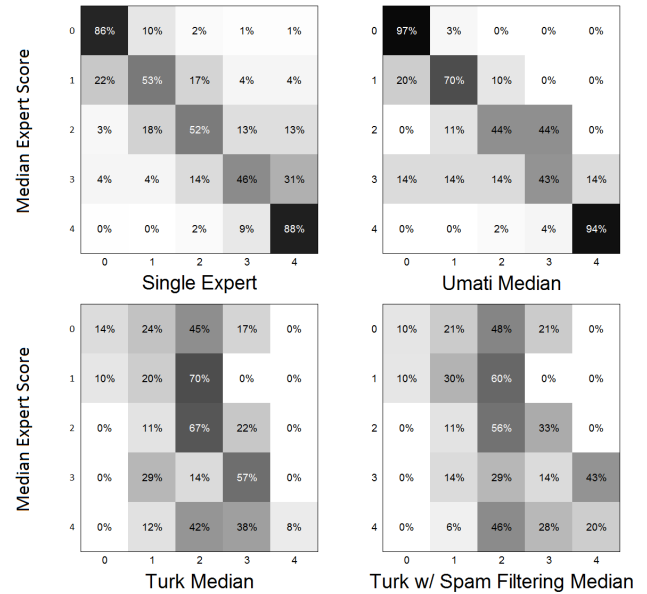 Median Expert Score
0 86% 10% 2% 1% 1%
1 22% 53% 17% 4% 4%
2 3% 18% 52% 13% 13%
3 4% 4% 14% 46% 31%
4 0% 0% 2% 9% 88%
0 1 2 3 4
Single Expert
0 97% 3% 0% 0% 0%
1 20% 70% 10% 0% 0%
2 0% 11% 44% 44% 0%
3 14% 14% 14% 43% 14%
4 0% 0% 2% 4% 94%
0 1 2 3 4
Umati Median
Median Expert Score
0 14% 24% 45% 17% 0%
1 10% 20% 70% 0% 0%
2 0% 11% 67% 22% 0%
3 0% 29% 14% 57% 0%
4 0% 12% 42% 38% 8%
0 1 2 3 4
Turk Median
0 10% 21% 48% 21% 0%
1 10% 30% 60% 0% 0%
2 0% 11% 56% 33% 0%
3 0% 14% 29% 14% 43%
4 0% 6% 46% 28% 20%
0 1 2 3 4
Turk w/ Spam Filtering Median